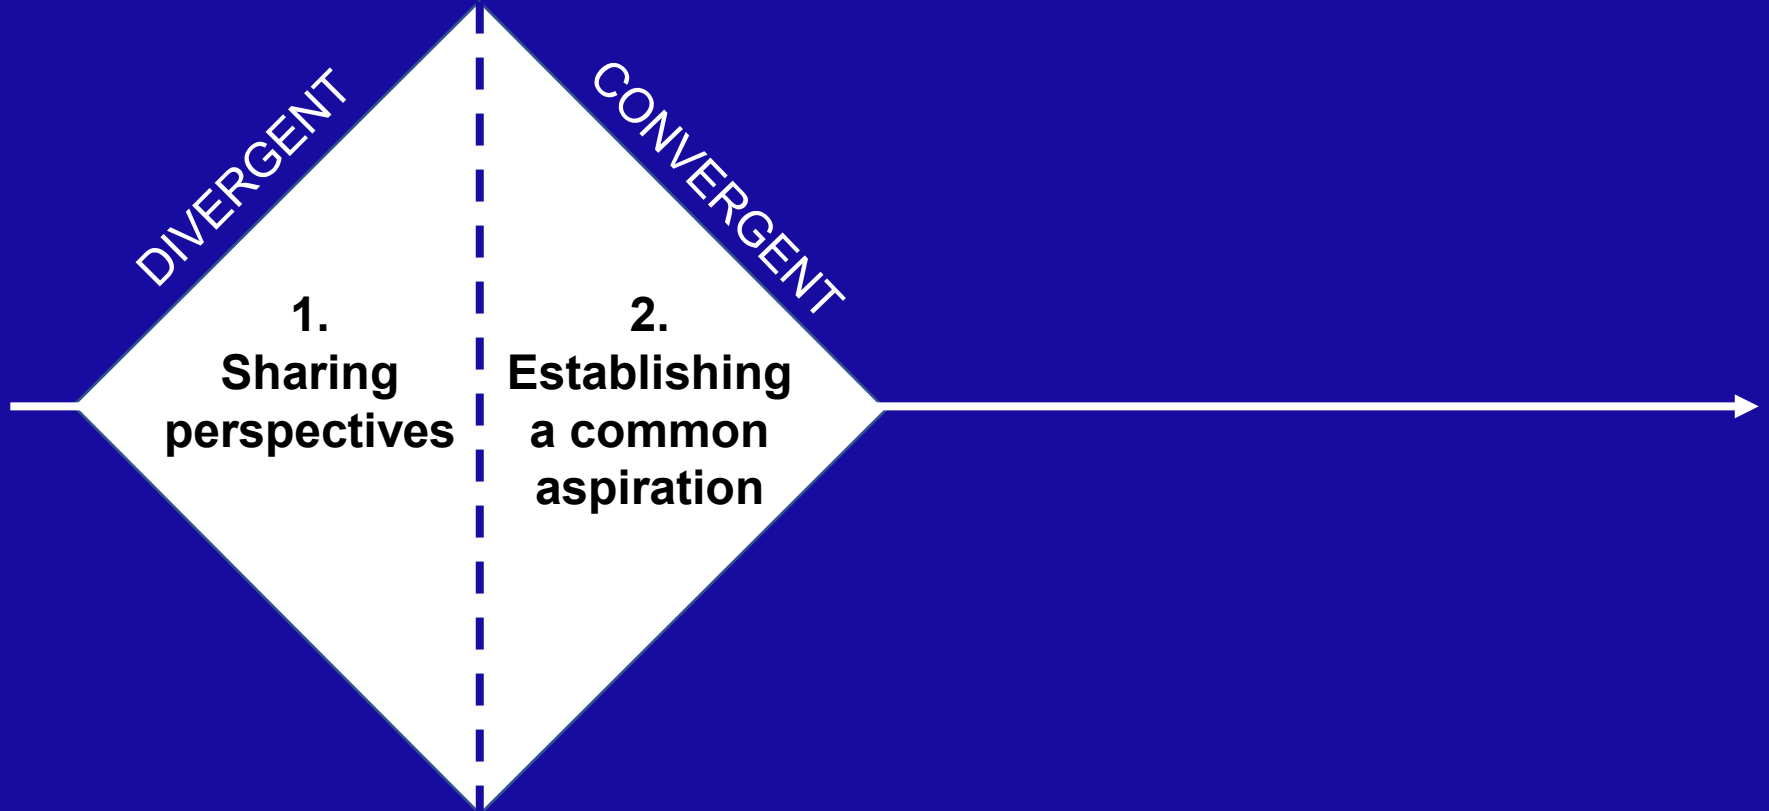 DIVERGENT
CONVERGENT
1.
Sharing
perspectives
2.
Establishing
a common
aspiration